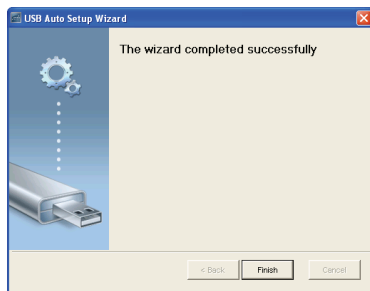 USB Auto Setup Wizard
The wizard completed successfully
< Back
Finish
Cancel